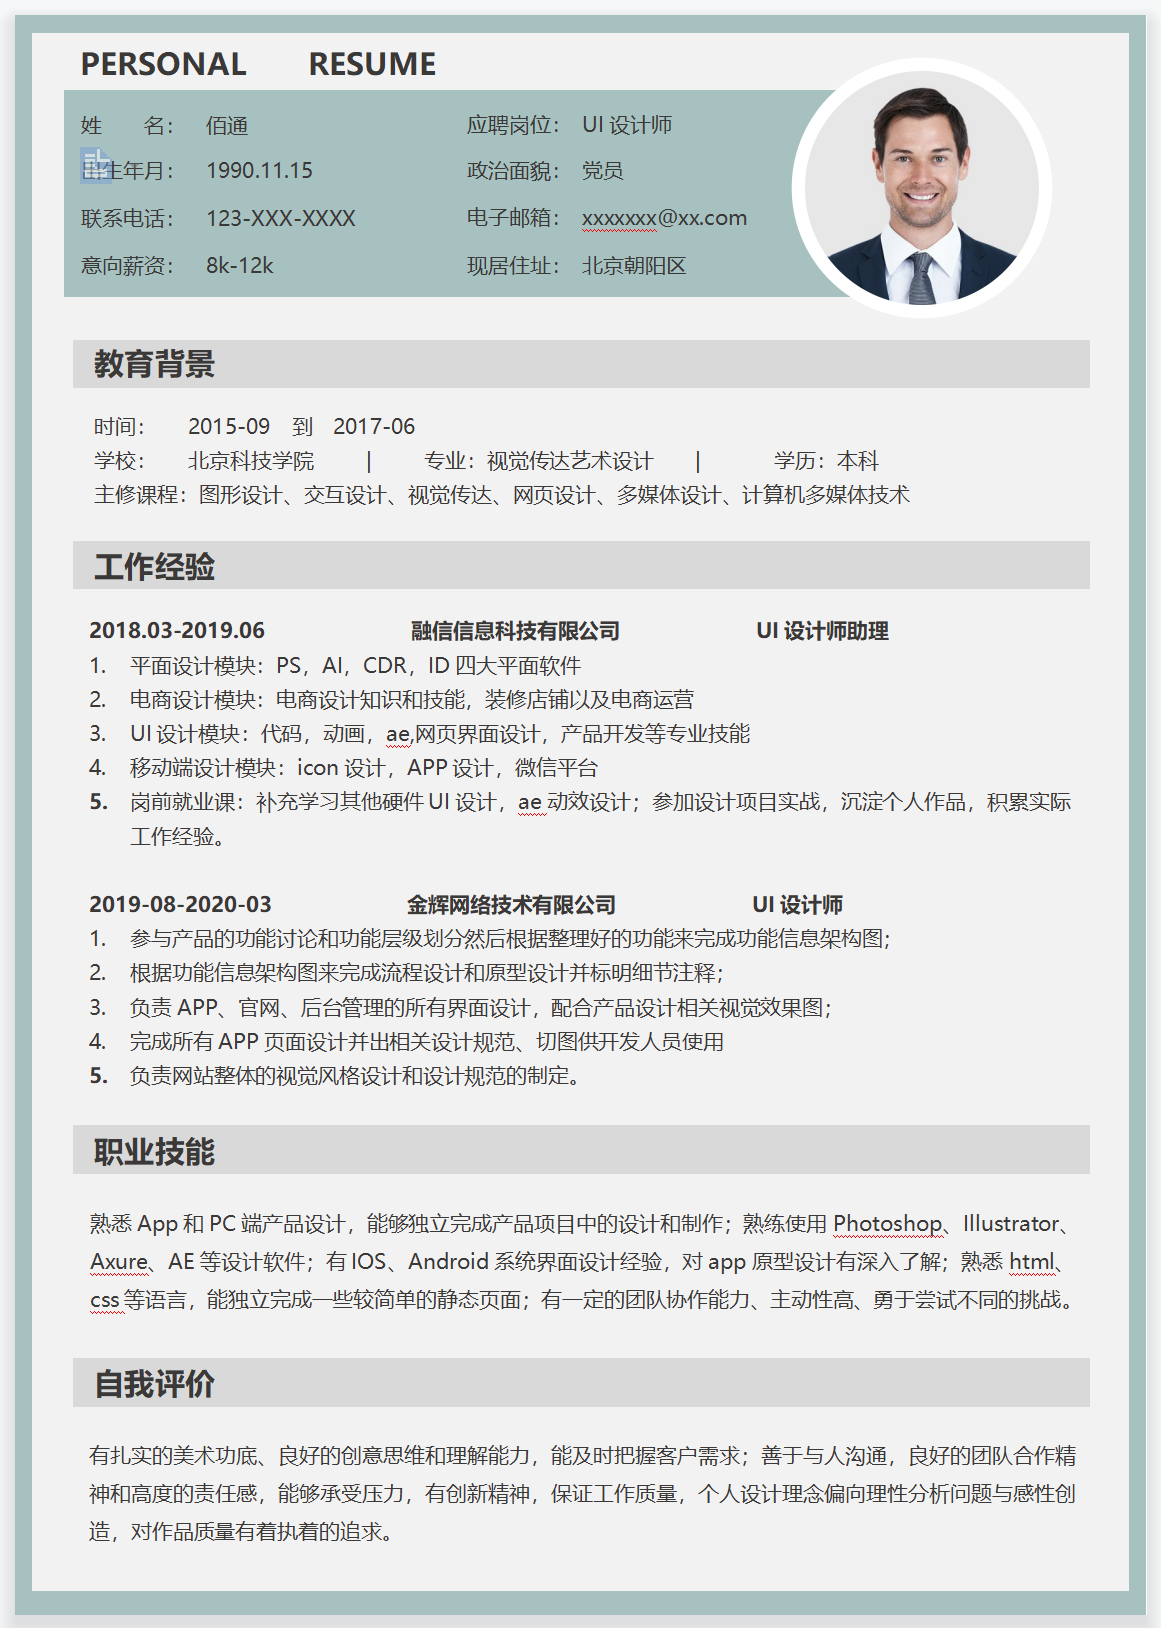 PERSONAL RESUME
姓 名： 佰通 应聘岗位： UI 设计师
出生年月： 1990.11.15 政治面貌： 党员
联系电话： 123-XXX-XXXX 电子邮箱： xxxxxxx@xx.com
意向薪资： 8k-12k 现居住址： 北京朝阳区
教育背景
时间： 2015-09 到 2017-06
学校： 北京科技学院 | 专业：视觉传达艺术设计 | 学历：本科
主修课程：图形设计、交互设计、视觉传达、网页设计、多媒体设计、计算机多媒体技术
工作经验
2018.03-2019.06 融信信息科技有限公司 UI 设计师助理
1. 平面设计模块：PS，AI，CDR，ID 四大平面软件
2. 电商设计模块：电商设计知识和技能，装修店铺以及电商运营
3. UI 设计模块：代码，动画，ae,网页界面设计，产品开发等专业技能
4. 移动端设计模块：icon 设计，APP 设计，微信平台
5. 岗前就业课：补充学习其他硬件 UI 设计，ae 动效设计；参加设计项目实战，沉淀个人作品，积累实际
工作经验。
2019-08-2020-03 金辉网络技术有限公司 UI 设计师
1. 参与产品的功能讨论和功能层级划分然后根据整理好的功能来完成功能信息架构图；
2. 根据功能信息架构图来完成流程设计和原型设计并标明细节注释；
3. 负责 APP、官网、后台管理的所有界面设计，配合产品设计相关视觉效果图；
4. 完成所有 APP 页面设计并出相关设计规范、切图供开发人员使用
5. 负责网站整体的视觉风格设计和设计规范的制定。
职业技能
熟悉 App 和 PC 端产品设计，能够独立完成产品项目中的设计和制作；熟练使用 Photoshop、Illustrator、
Axure、AE 等设计软件；有 IOS、Android 系统界面设计经验，对 app 原型设计有深入了解；熟悉 html、
css 等语言，能独立完成一些较简单的静态页面；有一定的团队协作能力、主动性高、勇于尝试不同的挑战。
自我评价
有扎实的美术功底、良好的创意思维和理解能力，能及时把握客户需求；善于与人沟通，良好的团队合作精
神和高度的责任感，能够承受压力，有创新精神，保证工作质量，个人设计理念偏向理性分析问题与感性创
造，对作品质量有着执着的追求。